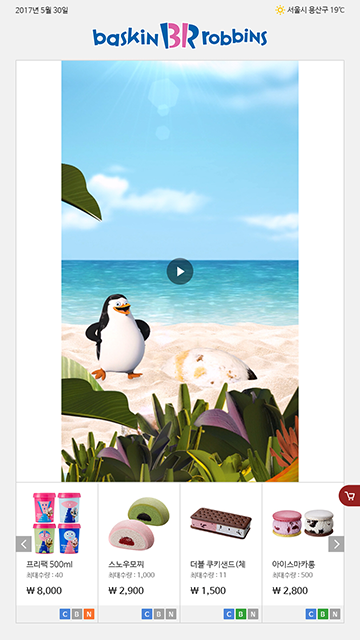 2017년 5월 30일
서울시 용산구 19℃
baskin BR robbins
프리팩 500ml
최대수량 : 40
₩ 8,000
C B N
스노우모찌
최대수량 : 1,000
₩ 2,900
C B N
더블 쿠키샌드(체
최대수량 : 11
₩ 1,500
C B N
아이스마카롱
최대수량 : 500
₩ 2,800
C B N